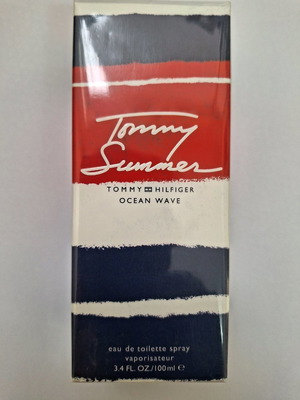 Tommy
Summer
TOMMY HILFIGER
OCEAN WAVE
eau de toilette spray
vaporisateur
3.4 FL. OZ./100ml ℮